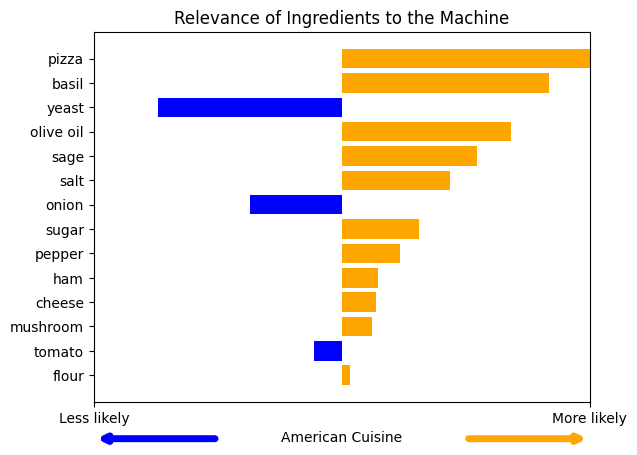 Relevance of Ingredients to the Machine
pizza
basil
yeast
olive oil
sage
salt
onion
sugar
pepper
ham
cheese
mushroom
tomato
flour
Less likely
More likely
American Cuisine